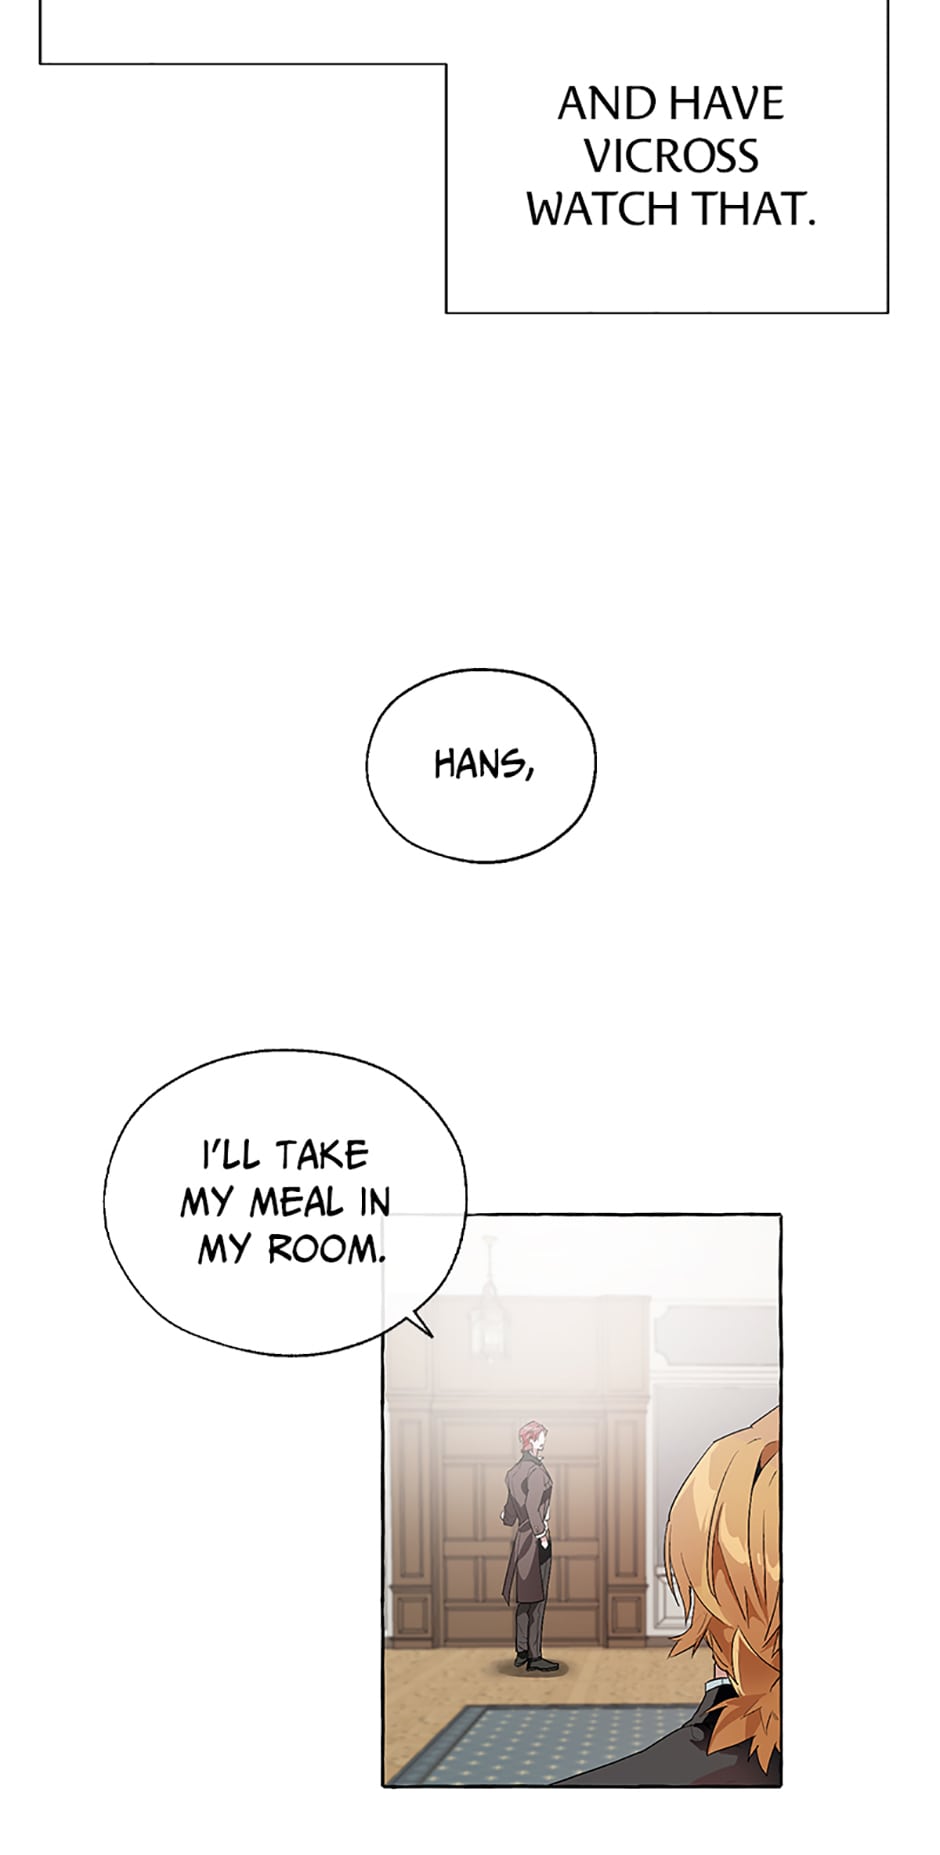 AND HAVE
VICROSS
WATCH THAT.
HANS,
I'LL TAKE
MY MEAL IN
MY ROOM.